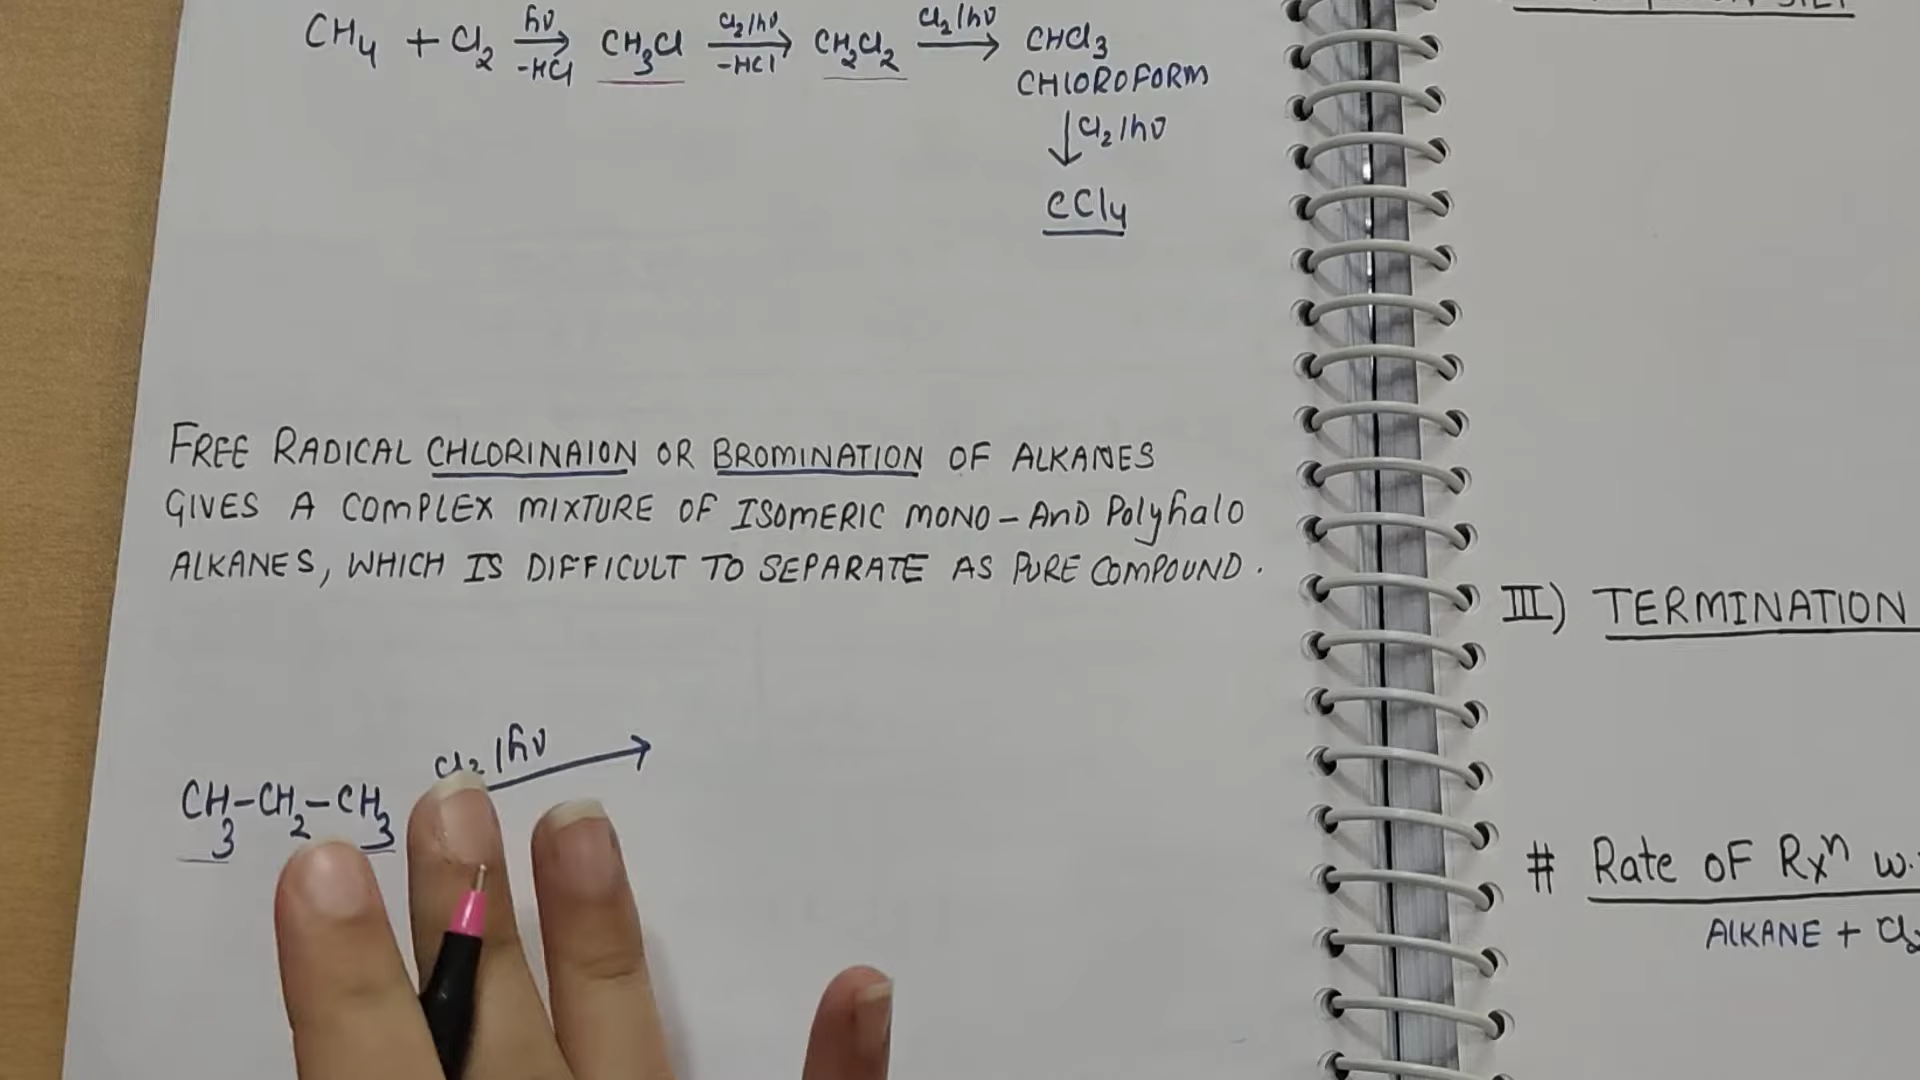 CH4 + Cl2 hν → -HCl CH3Cl Cl2/hν → -HCl CH2Cl2 Cl2/hν → CHCl3
CHLOROFORM
↓ Cl2/hν
CCl4
FREE RADICAL CHLORINAION OR BROMINATION OF ALKANES
GIVES A COMPLEX MIXTURE OF ISOMERIC MONO-AND Polyhalo
ALKANES, WHICH IS DIFFICULT TO SEPARATE AS PURE COMPOUND.
CH3-CH2-CH3 Cl2/hν →
III) TERMINATION
# Rate OF Rxn w.
ALKANE + Cl2